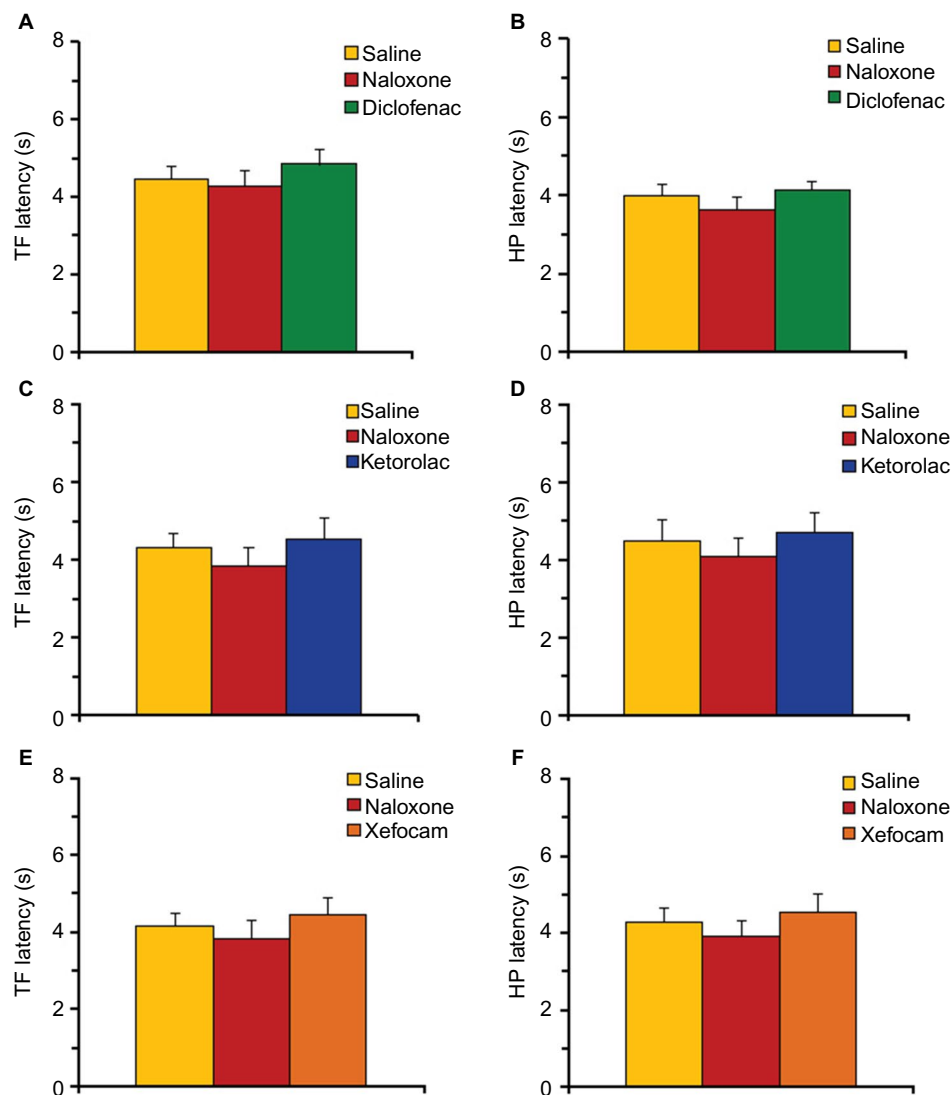 A
8
6
4
2
0
TF latency (s)
Saline
Naloxone
Diclofenac
B
8
6
4
2
0
HP latency (s)
Saline
Naloxone
Diclofenac
C
8
6
4
2
0
TF latency (s)
Saline
Naloxone
Ketorolac
D
8
6
4
2
0
HP latency (s)
Saline
Naloxone
Ketorolac
E
8
6
4
2
0
TF latency (s)
Saline
Naloxone
Xefocam
F
8
6
4
2
0
HP latency (s)
Saline
Naloxone
Xefocam